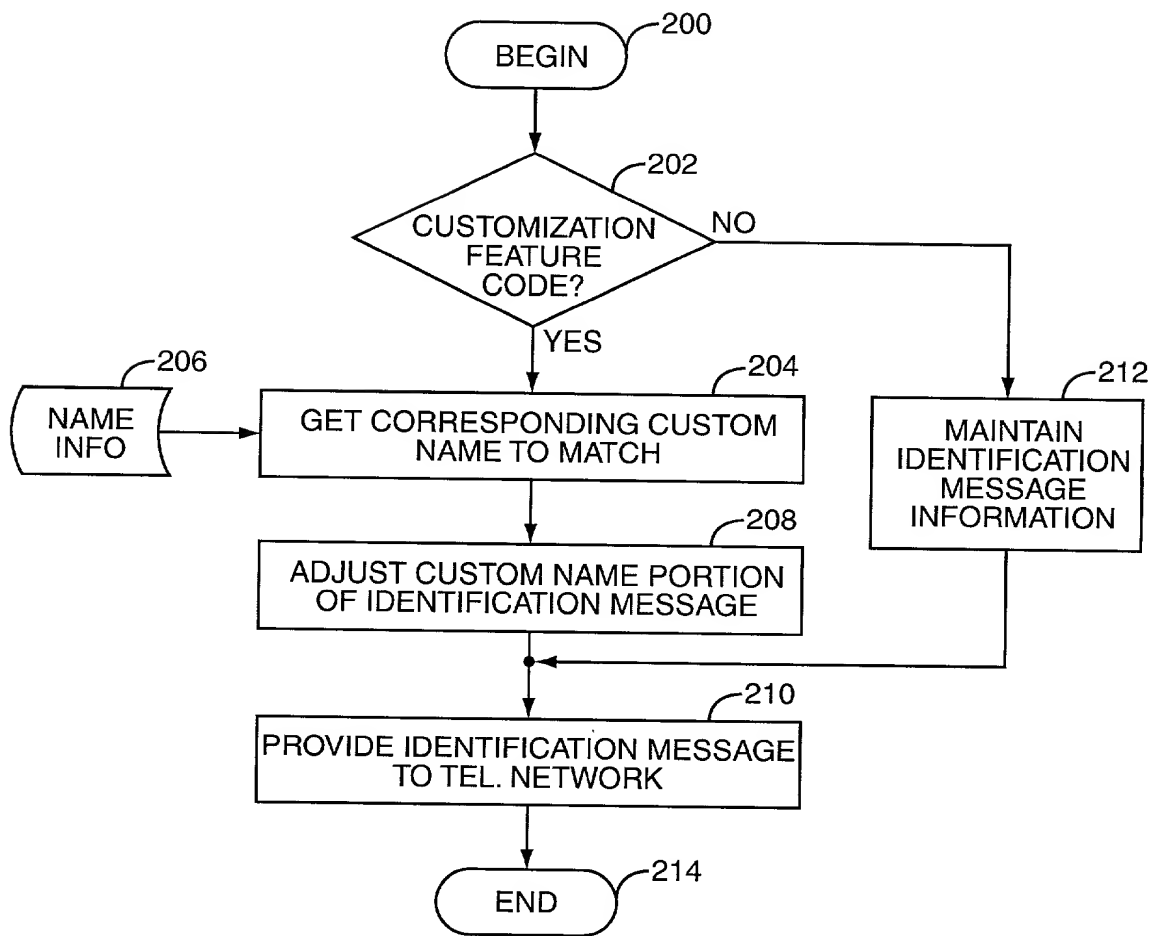 BEGIN
200
202
CUSTOMIZATION
FEATURE
CODE?
NO
YES
206
NAME
INFO
204
GET CORRESPONDING CUSTOM
NAME TO MATCH
212
MAINTAIN
IDENTIFICATION
MESSAGE
INFORMATION
208
ADJUST CUSTOM NAME PORTION
OF IDENTIFICATION MESSAGE
210
PROVIDE IDENTIFICATION MESSAGE
TO TEL. NETWORK
END
214